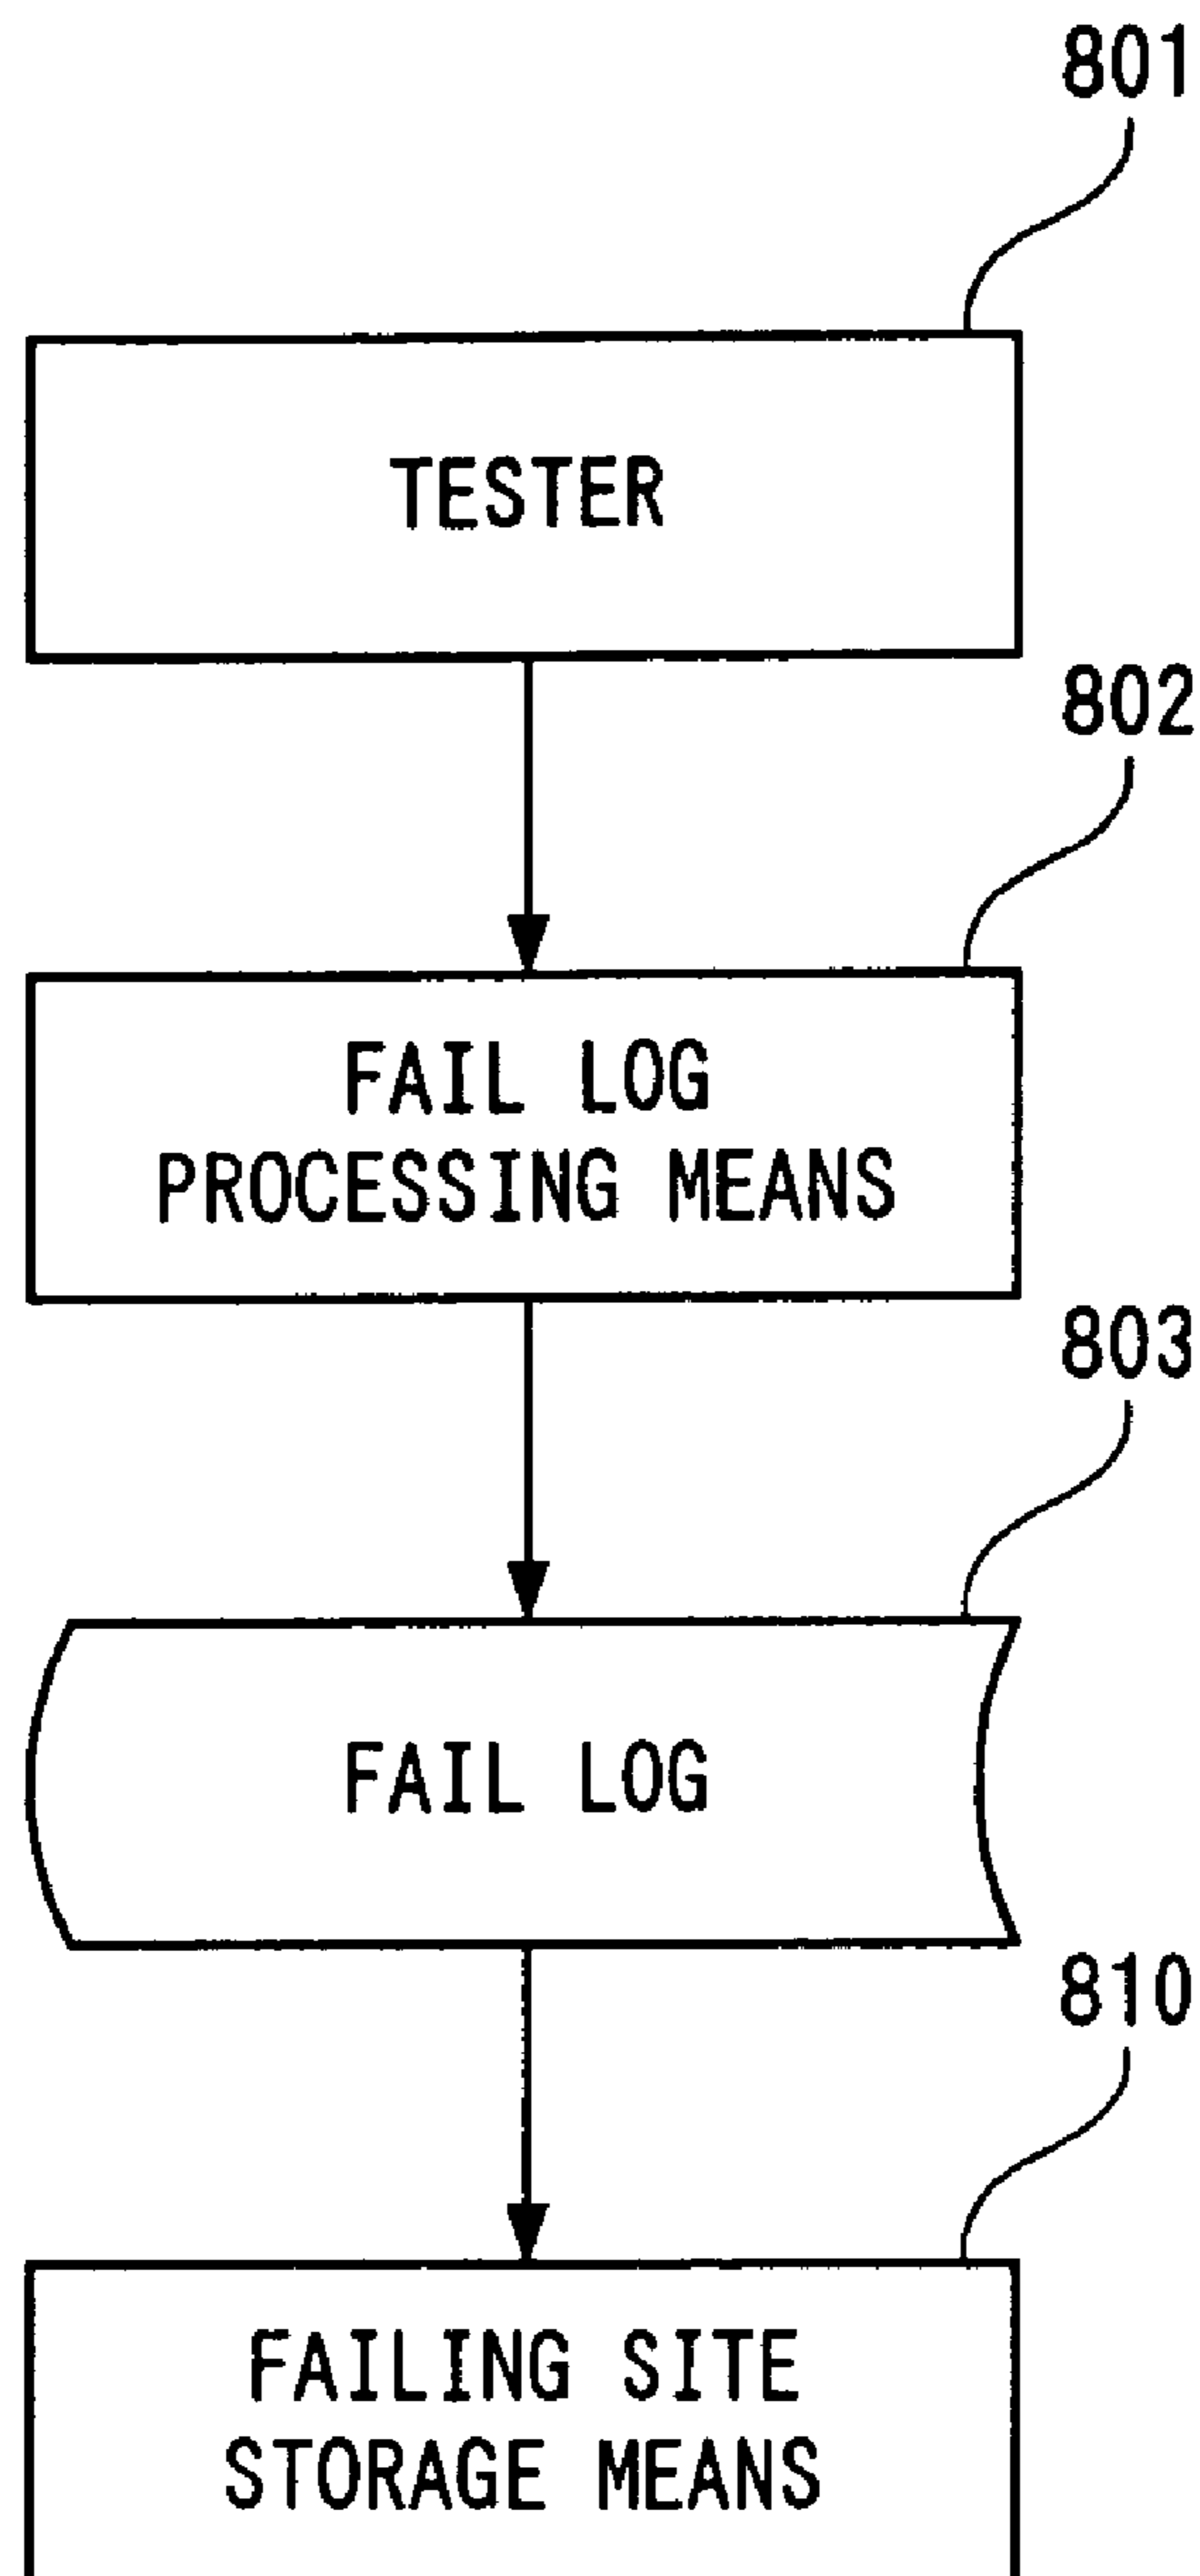 801
TESTER
802
FAIL LOG
PROCESSING MEANS
803
FAIL LOG
810
FAILING SITE
STORAGE MEANS